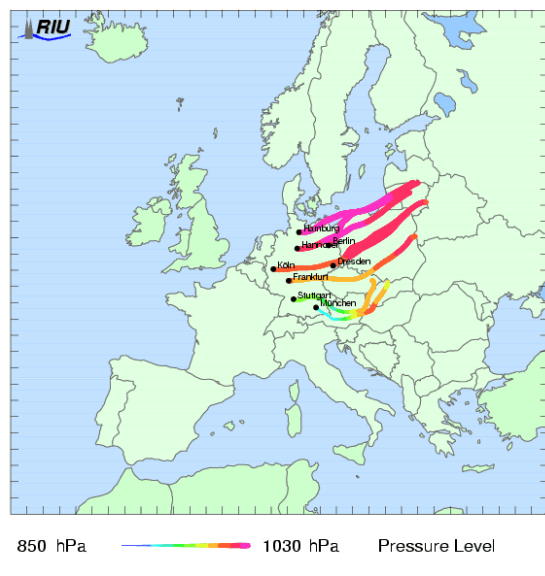 RIU
Hamburg
Hannover
Berlin
Köln
Dresden
Frankfurt
Stuttgart
München
850 hPa 1030 hPa Pressure Level